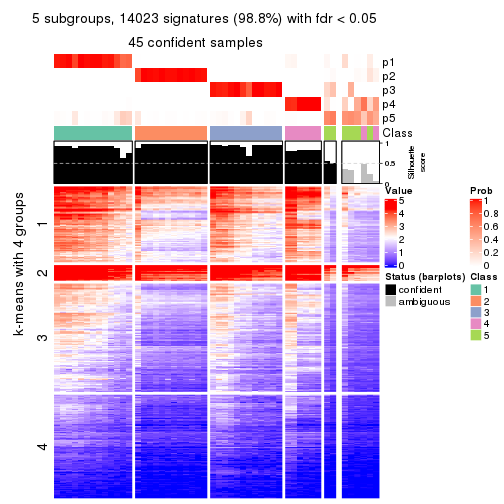 5 subgroups, 14023 signatures (98.8%) with fdr < 0.05
45 confident samples
p1
p2
p3
p4
p5
Class
1
0.5
0
Silhouette
score
k-means with 4 groups
1
2
3
4
Value
5
4
3
2
1
0
Prob
1
0.8
0.6
0.4
0.2
0
Status (barplots)
confident
ambiguous
Class
1
2
3
4
5